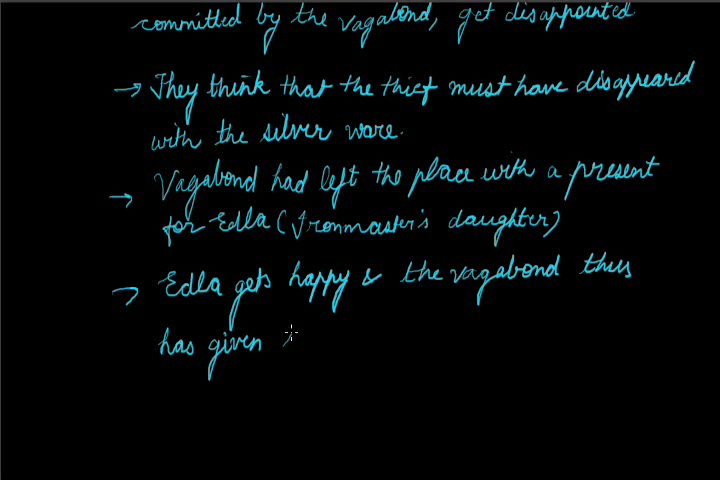 committed by the vagabond, get disappointed
→ They think that the thief must have disappeared
with the silver ware.
→ Vagabond had left the place with a present
for Edla (Ironmaster's daughter)
→ Edla gets happy & the vagabond thus
has given